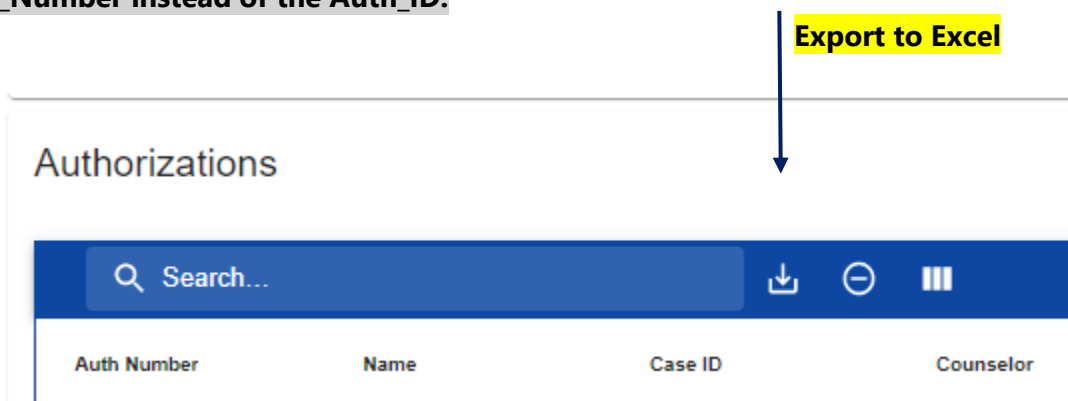 _Number instead of the Auth_ID.
Export to Excel
Authorizations
Search...
Auth Number Name Case ID Counselor